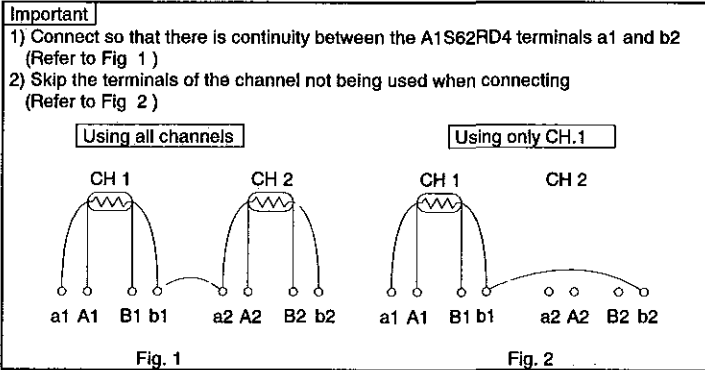 Important
1) Connect so that there is continuity between the A1S62RD4 terminals a1 and b2
(Refer to Fig 1 )
2) Skip the terminals of the channel not being used when connecting
(Refer to Fig 2 )
Using all channels
Using only CH.1
CH 1
CH 2
CH 1
CH 2
a1 A1 B1 b1 a2 A2 B2 b2
a1 A1 B1 b1 a2 A2 B2 b2
Fig. 1
Fig. 2